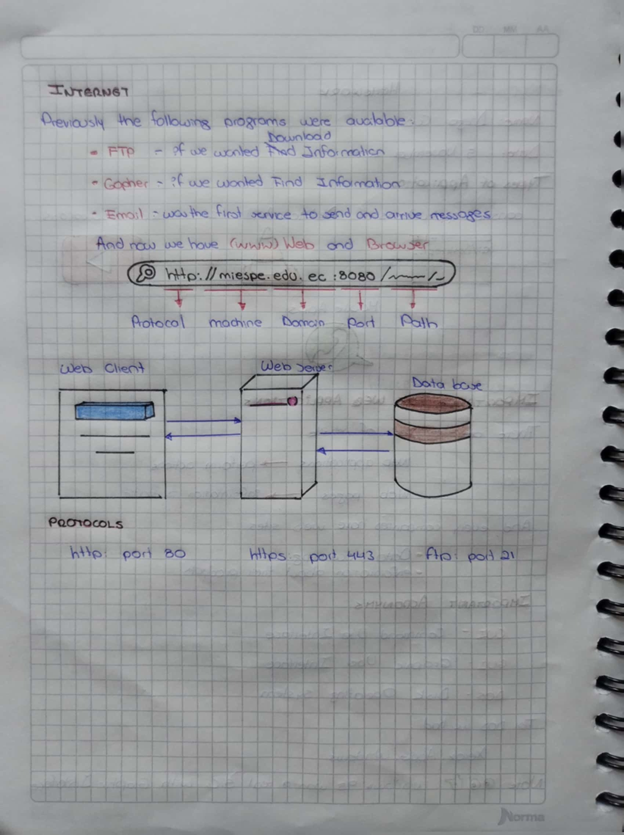 INTERNET
Previously the following programs were available:
Download
- FTP - if we wanted Find Information
- Gopher - if we wanted Find Information
- Email - was the first service to send and arrive messages
And now we have (www) Web and Browser
http://miespe.edu.ec:8080/
Protocol machine Domain Port Path
Web Client Web server Data base
PROTOCOLS
http: port 80 https port 443 ftp: port 21
Norma